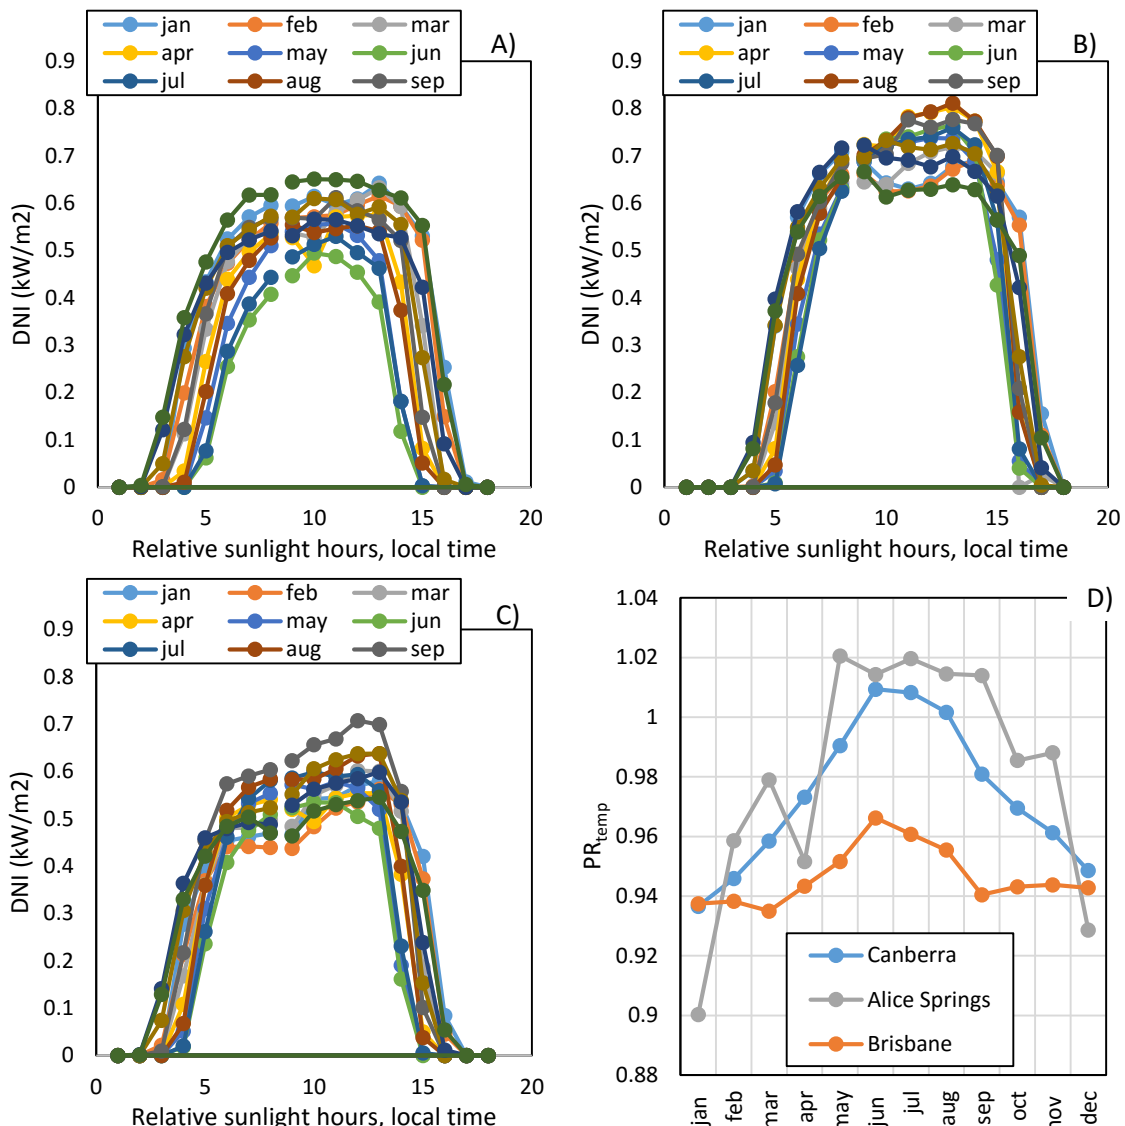 jan feb mar
apr may jun
jul aug sep
A)
0.9
0.8
0.7
0.6
0.5
0.4
0.3
0.2
0.1
0
DNI (kW/m2)
0 5 10 15 20
Relative sunlight hours, local time
jan feb mar
apr may jun
jul aug sep
B)
0.9
0.8
0.7
0.6
0.5
0.4
0.3
0.2
0.1
0
DNI (kW/m2)
0 5 10 15 20
Relative sunlight hours, local time
jan feb mar
apr may jun
jul aug sep
C)
0.9
0.8
0.7
0.6
0.5
0.4
0.3
0.2
0.1
0
DNI (kW/m2)
0 5 10 15 20
Relative sunlight hours, local time
D)
1.04
1.02
1
0.98
0.96
0.94
0.92
0.9
0.88
PRtemp
Canberra
Alice Springs
Brisbane
jan feb mar apr may jun jul aug sep oct nov dec